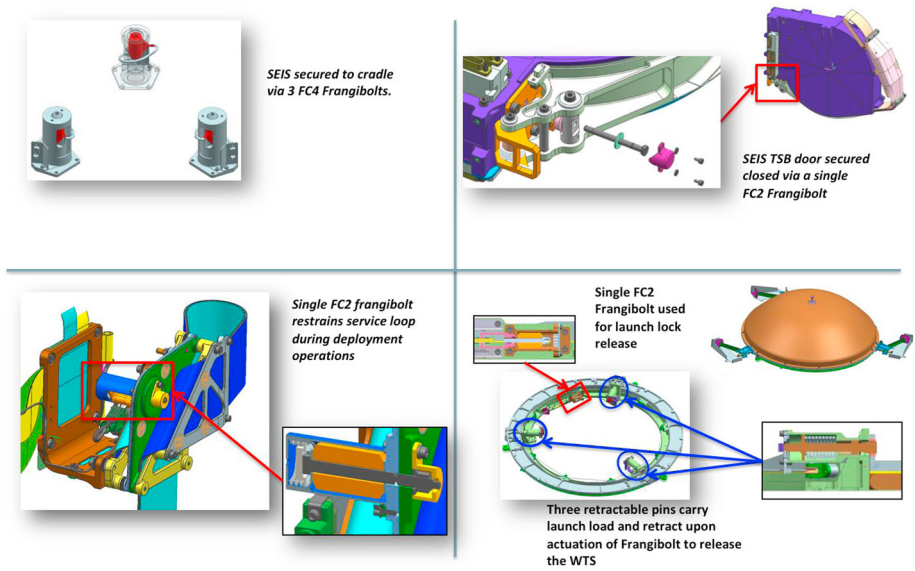 SEIS secured to cradle
via 3 FC4 Frangibolts.
SEIS TSB door secured
closed via a single
FC2 Frangibolt
Single FC2 frangibolt
restrains service loop
during deployment
operations
Single FC2
Frangibolt used
for launch lock
release
Three retractable pins carry
launch load and retract upon
actuation of Frangibolt to release
the WTS